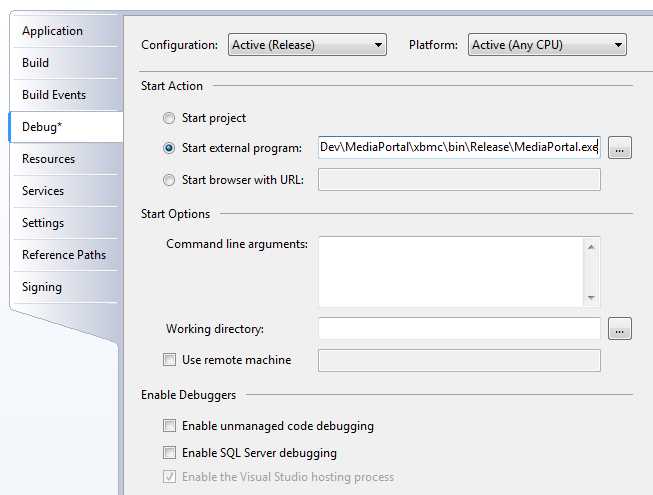 Application
Build
Build Events
Debug*
Resources
Services
Settings
Reference Paths
Signing
Configuration: Active (Release) Platform: Active (Any CPU)
Start Action
Start project
Start external program: Dev\MediaPortal\xbmc\bin\Release\MediaPortal.exe ...
Start browser with URL:
Start Options
Command line arguments:
Working directory: ...
Use remote machine
Enable Debuggers
Enable unmanaged code debugging
Enable SQL Server debugging
Enable the Visual Studio hosting process